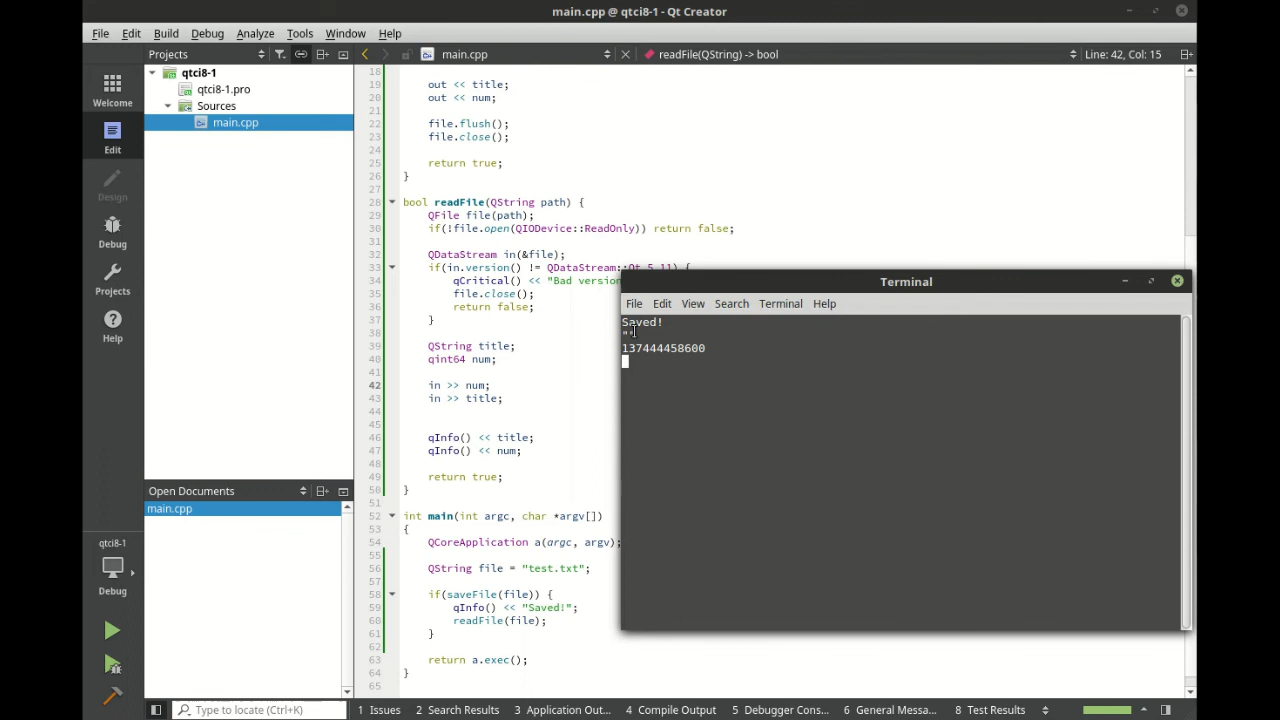 main.cpp @ qtci8-1 - Qt Creator
File Edit Build Debug Analyze Tools Window Help
Projects
main.cpp
readFile(QString) -> bool
Line: 42, Col: 15
Welcome
Edit
Design
Debug
Projects
Help
qtci8-1
Debug
qtci8-1
qtci8-1.pro
Sources
main.cpp
Open Documents
main.cpp
18
19 out << title;
20 out << num;
21
22 file.flush();
23 file.close();
24
25 return true;
26 }
27
28 bool readFile(QString path) {
29 QFile file(path);
30 if(!file.open(QIODevice::ReadOnly)) return false;
31
32 QDataStream in(&file);
33 if(in.version() != QDataStream::Qt_5_11) {
34 qCritical() << "Bad version
35 file.close();
36 return false;
37 }
38
39 QString title;
40 qint64 num;
41
42 in >> num;
43 in >> title;
44
45
46 qInfo() << title;
47 qInfo() << num;
48
49 return true;
50 }
51
52 int main(int argc, char *argv[])
53 {
54 QCoreApplication a(argc, argv);
55
56 QString file = "test.txt";
57
58 if(saveFile(file)) {
59 qInfo() << "Saved!";
60 readFile(file);
61 }
62
63 return a.exec();
64 }
65
Terminal
File Edit View Search Terminal Help
Saved!
""
137444458600
Type to locate (Ctrl+K)
1 Issues
2 Search Results
3 Application Out...
4 Compile Output
5 Debugger Cons...
6 General Messa...
8 Test Results